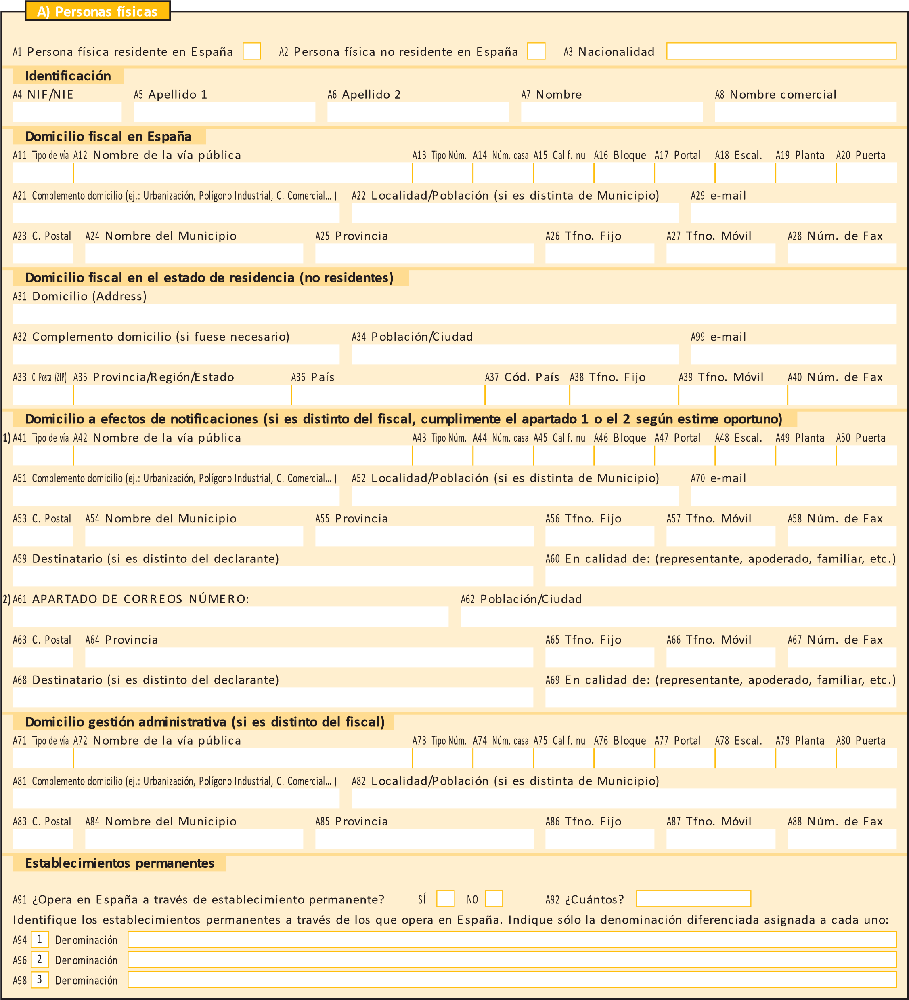 A) Personas físicas
A1 Persona física residente en España A2 Persona física no residente en España A3 Nacionalidad
Identificación
A4 NIF/NIE A5 Apellido 1 A6 Apellido 2 A7 Nombre A8 Nombre comercial
Domicilio fiscal en España
A11 Tipo de vía A12 Nombre de la vía pública A13 Tipo Núm. A14 Núm. casa A15 Calif. nu A16 Bloque A17 Portal A18 Escal. A19 Planta A20 Puerta
A21 Complemento domicilio (ej.: Urbanización, Polígono Industrial, C. Comercial... ) A22 Localidad/Población (si es distinta de Municipio) A29 e-mail
A23 C. Postal A24 Nombre del Municipio A25 Provincia A26 Tfno. Fijo A27 Tfno. Móvil A28 Núm. de Fax
Domicilio fiscal en el estado de residencia (no residentes)
A31 Domicilio (Address)
A32 Complemento domicilio (si fuese necesario) A34 Población/Ciudad A99 e-mail
A33 C. Postal (ZIP) A35 Provincia/Región/Estado A36 País A37 Cód. País A38 Tfno. Fijo A39 Tfno. Móvil A40 Núm. de Fax
Domicilio a efectos de notificaciones (si es distinto del fiscal, cumplimente el apartado 1 o el 2 según estime oportuno)
1) A41 Tipo de vía A42 Nombre de la vía pública A43 Tipo Núm. A44 Núm. casa A45 Calif. nu A46 Bloque A47 Portal A48 Escal. A49 Planta A50 Puerta
A51 Complemento domicilio (ej.: Urbanización, Polígono Industrial, C. Comercial... ) A52 Localidad/Población (si es distinta de Municipio) A70 e-mail
A53 C. Postal A54 Nombre del Municipio A55 Provincia A56 Tfno. Fijo A57 Tfno. Móvil A58 Núm. de Fax
A59 Destinatario (si es distinto del declarante) A60 En calidad de: (representante, apoderado, familiar, etc.)
2) A61 APARTADO DE CORREOS NÚMERO: A62 Población/Ciudad
A63 C. Postal A64 Provincia A65 Tfno. Fijo A66 Tfno. Móvil A67 Núm. de Fax
A68 Destinatario (si es distinto del declarante) A69 En calidad de: (representante, apoderado, familiar, etc.)
Domicilio gestión administrativa (si es distinto del fiscal)
A71 Tipo de vía A72 Nombre de la vía pública A73 Tipo Núm. A74 Núm. casa A75 Calif. nu A76 Bloque A77 Portal A78 Escal. A79 Planta A80 Puerta
A81 Complemento domicilio (ej.: Urbanización, Polígono Industrial, C. Comercial... ) A82 Localidad/Población (si es distinta de Municipio)
A83 C. Postal A84 Nombre del Municipio A85 Provincia A86 Tfno. Fijo A87 Tfno. Móvil A88 Núm. de Fax
Establecimientos permanentes
A91 ¿Opera en España a través de establecimiento permanente? SÍ NO A92 ¿Cuántos?
Identifique los establecimientos permanentes a través de los que opera en España. Indique sólo la denominación diferenciada asignada a cada uno:
A94 1 Denominación
A96 2 Denominación
A98 3 Denominación